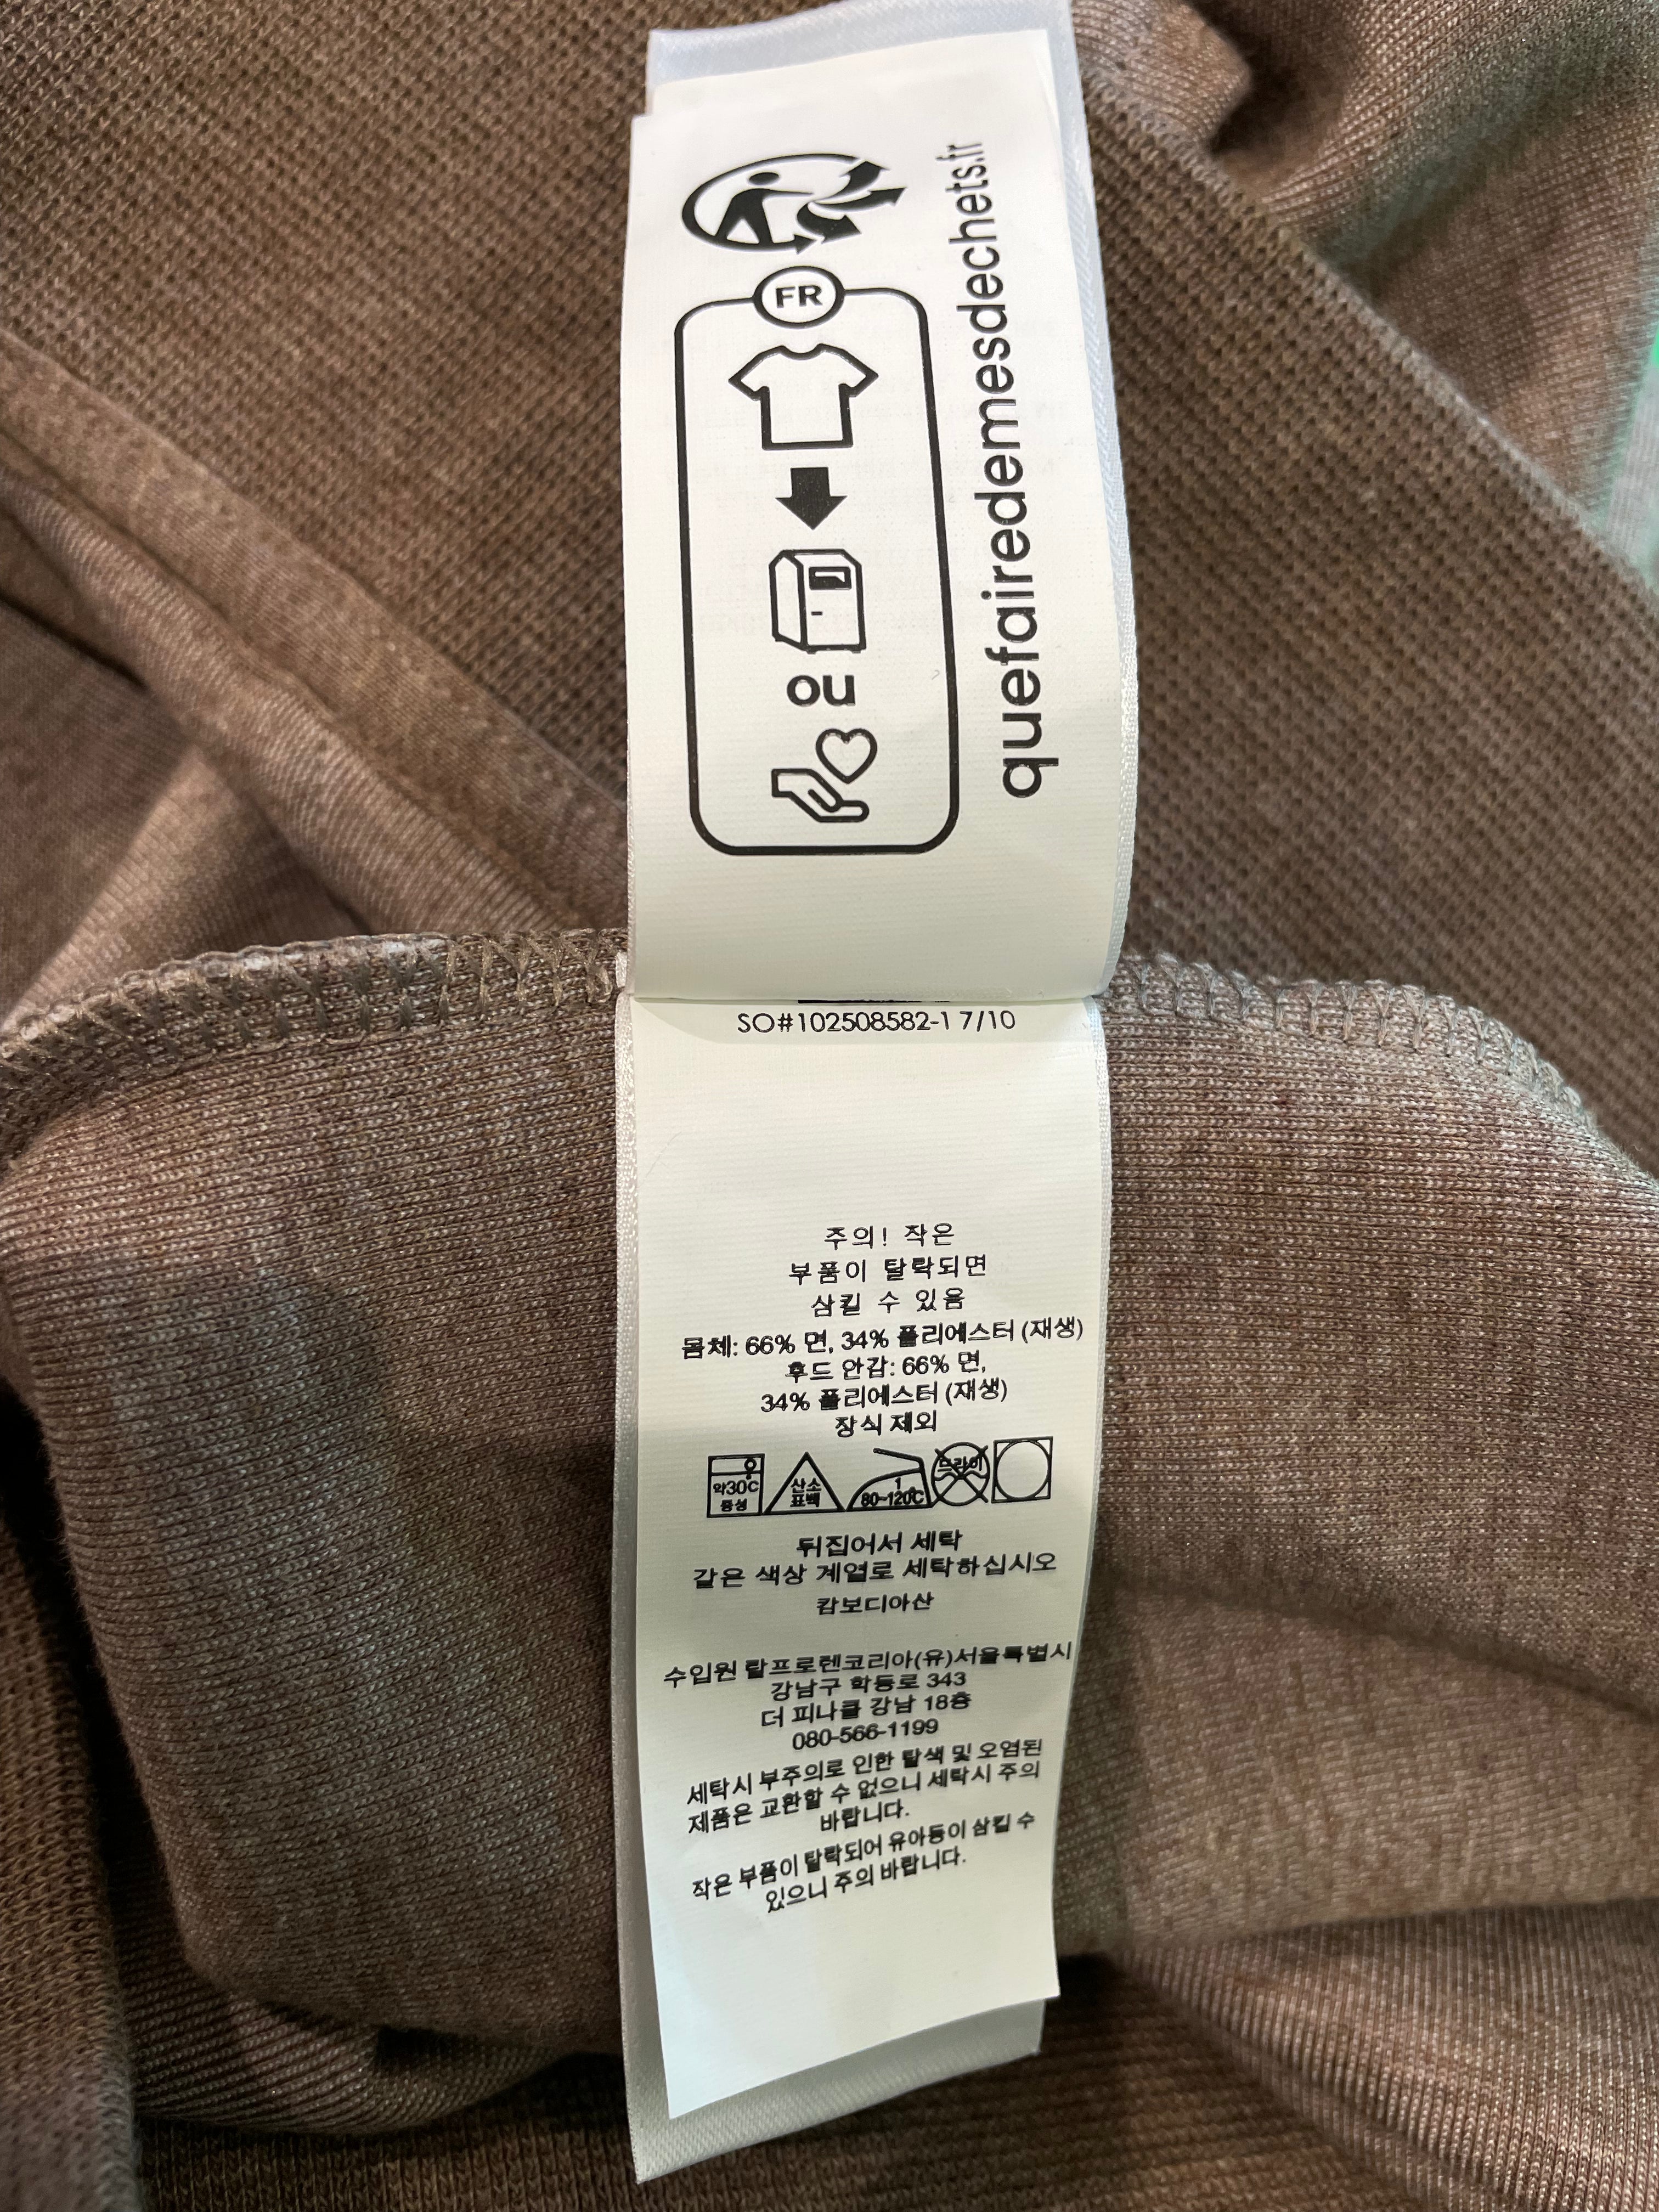 FR
OU
quefairedemesdechets.fr
SO#102508582-1 7/10
주의! 작은
부품이 탈락되면
삼킬 수 있음
몸체: 66% 면, 34% 폴리에스터 (재생)
후드 안감: 66% 면,
34% 폴리에스터 (재생)
장식 제외
약30℃
중성
산소
표백
1
80~120℃
드라이
뒤집어서 세탁
같은 색상 계열로 세탁하십시오
캄보디아산
수입원 랄프로렌코리아(유)서울특별시
강남구 학동로 343
더 피나클 강남 18층
080-566-1199
세탁시 부주의로 인한 탈색 및 오염된
제품은 교환할 수 없으니 세탁시 주의
바랍니다.
작은 부품이 탈락되어 유아등이 삼킬 수
있으니 주의 바랍니다.